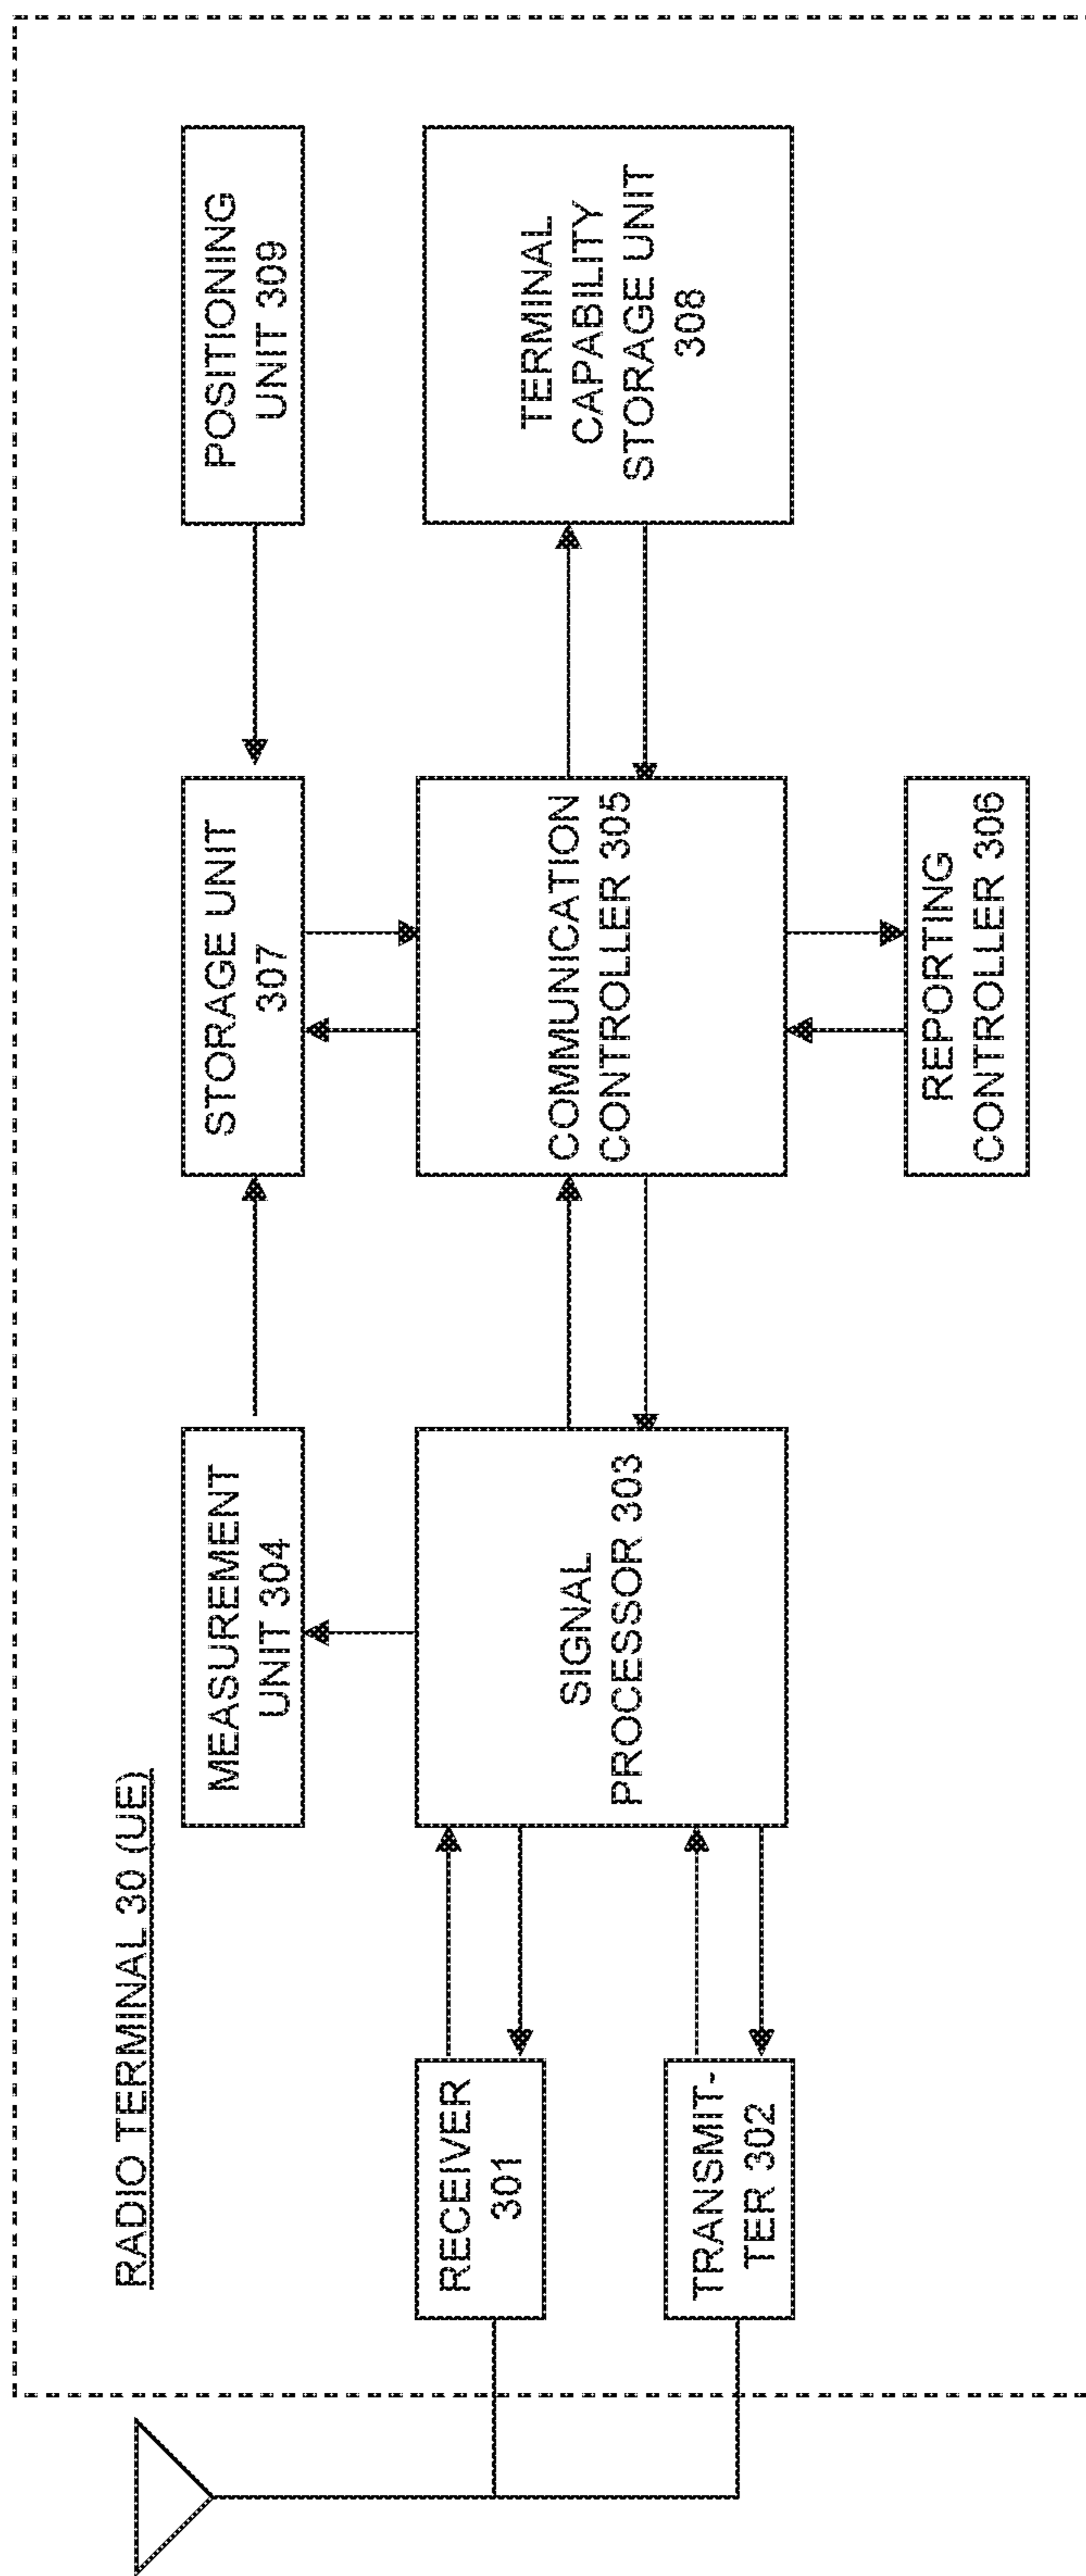 RADIO TERMINAL 30 (UE)
MEASUREMENT
UNIT 304
STORAGE UNIT
307
POSITIONING
UNIT 309
RECEIVER
301
TRANSMIT-
TER 302
SIGNAL
PROCESSOR 303
COMMUNICATION
CONTROLLER 305
TERMINAL
CAPABILITY
STORAGE UNIT
308
REPORTING
CONTROLLER 306